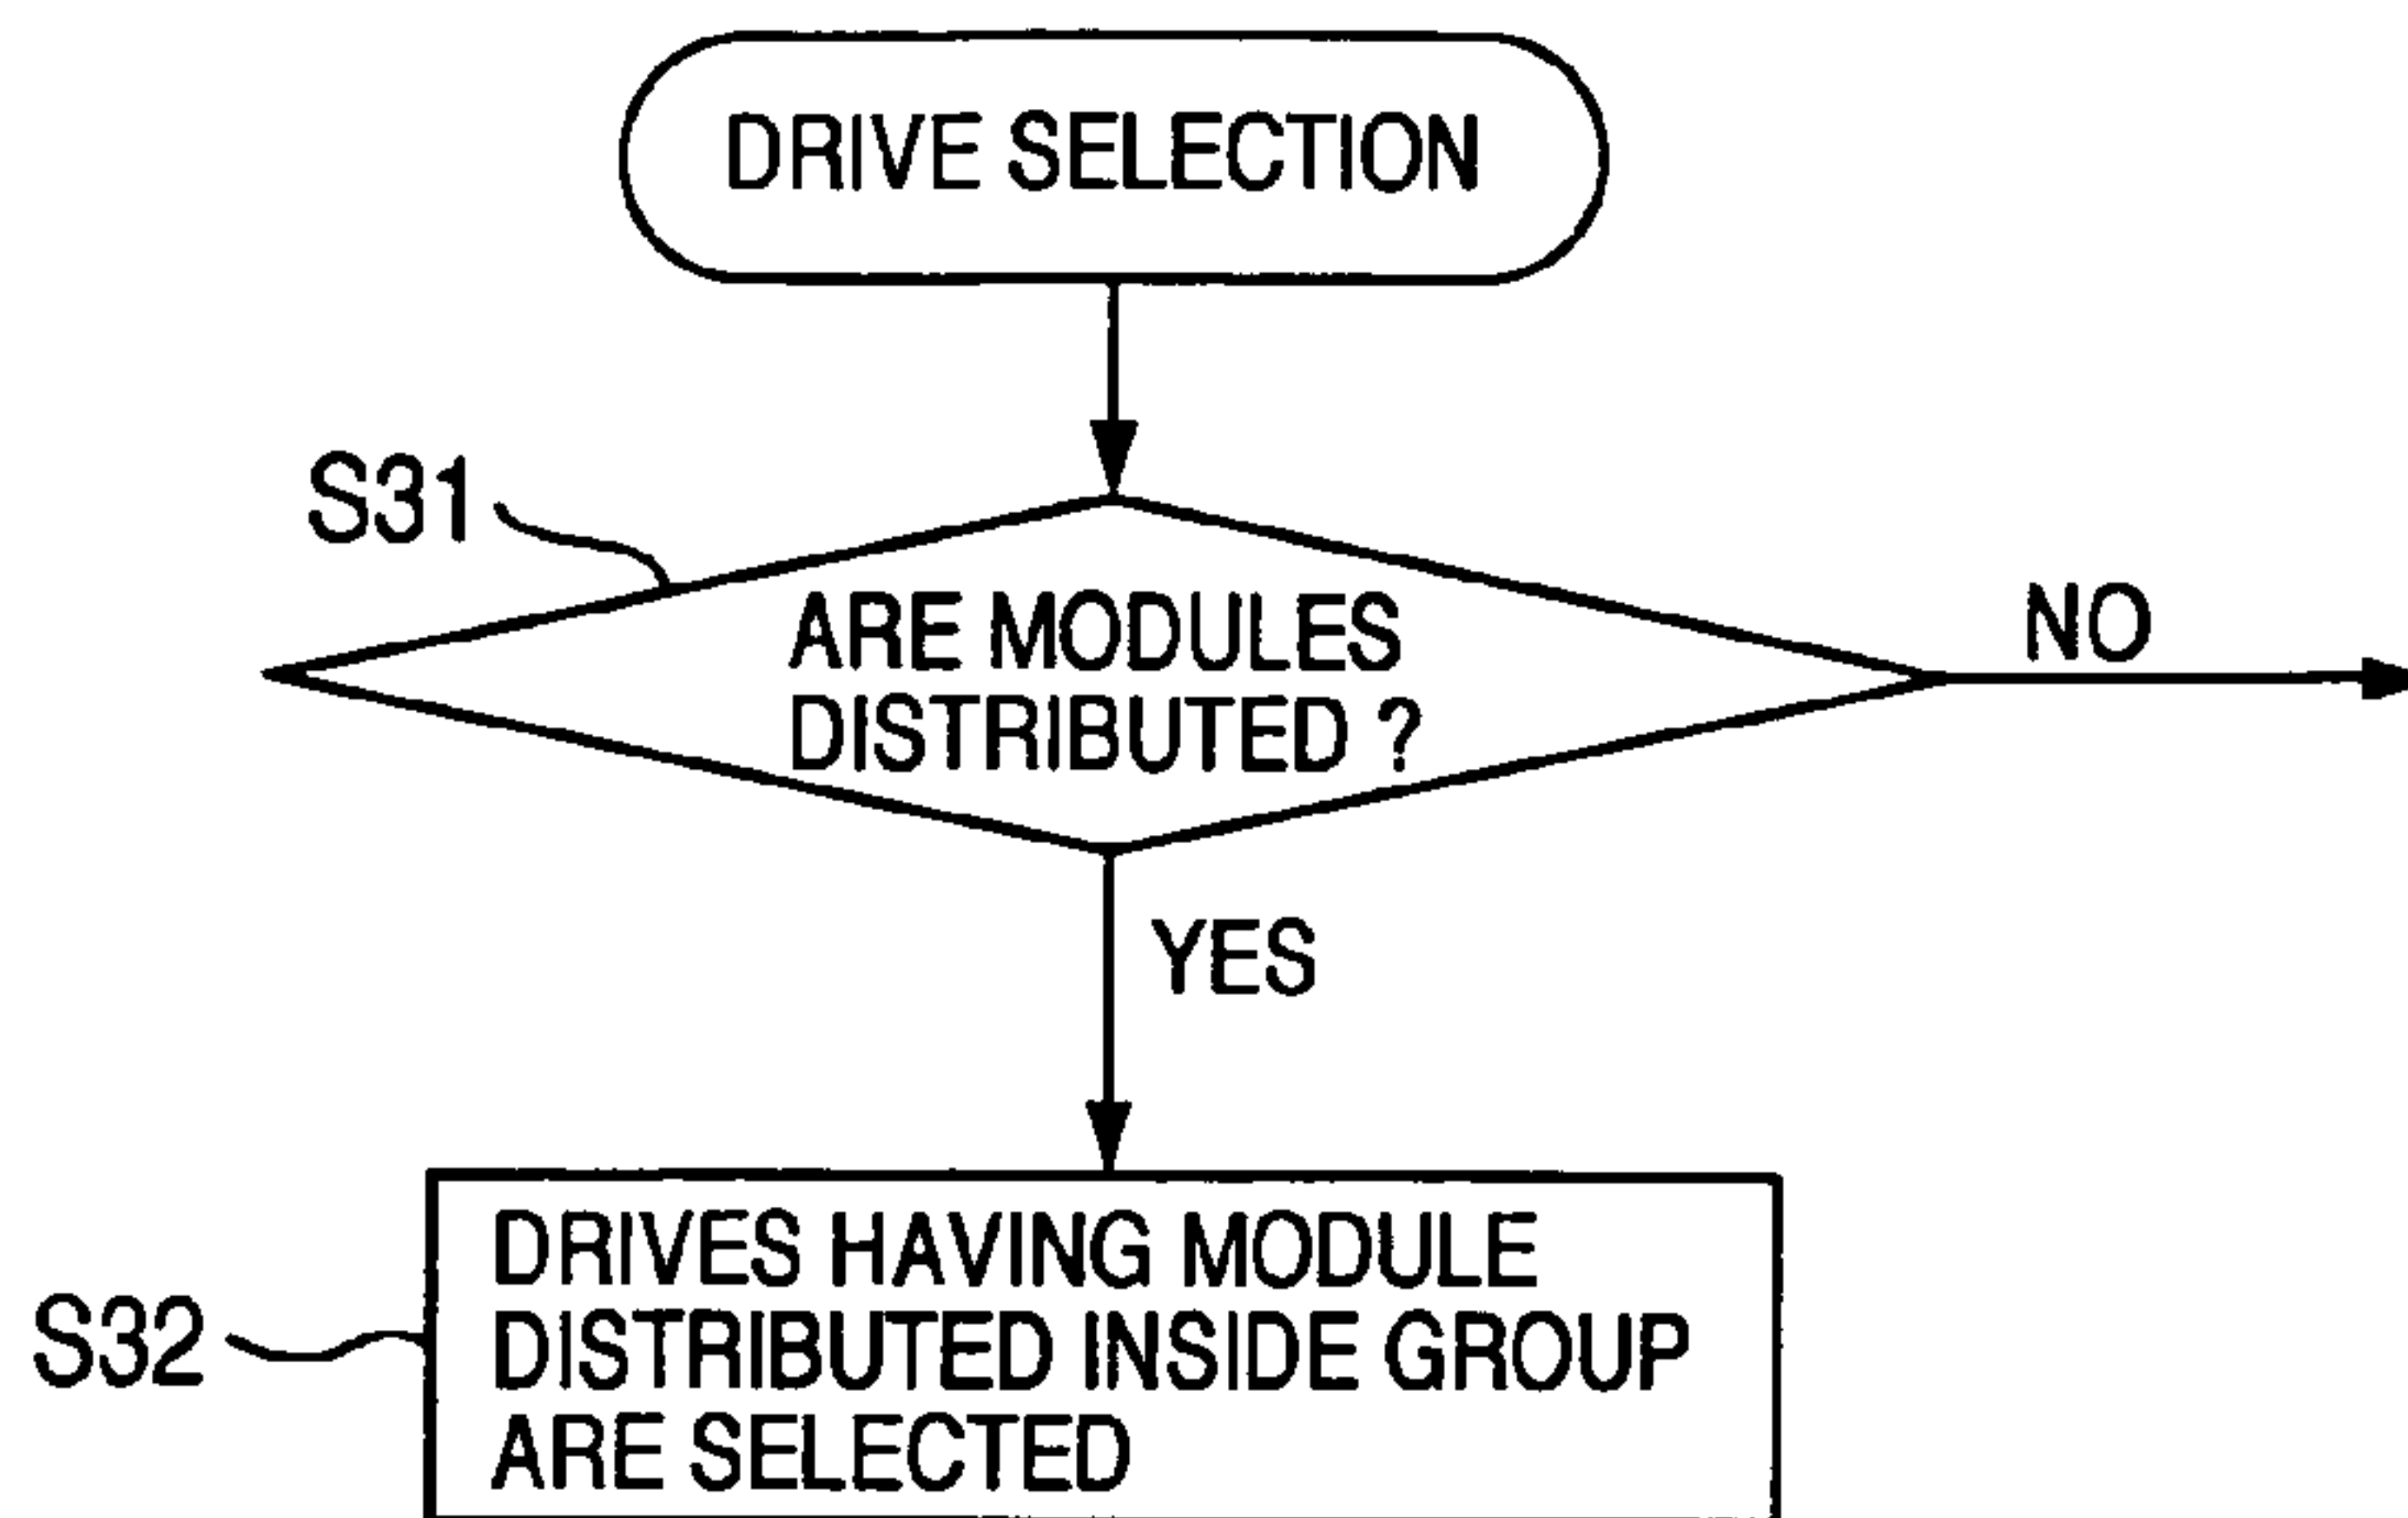 DRIVE SELECTION
S31
ARE MODULES
DISTRIBUTED ?
NO
YES
DRIVES HAVING MODULE
DISTRIBUTED INSIDE GROUP
ARE SELECTED
S32